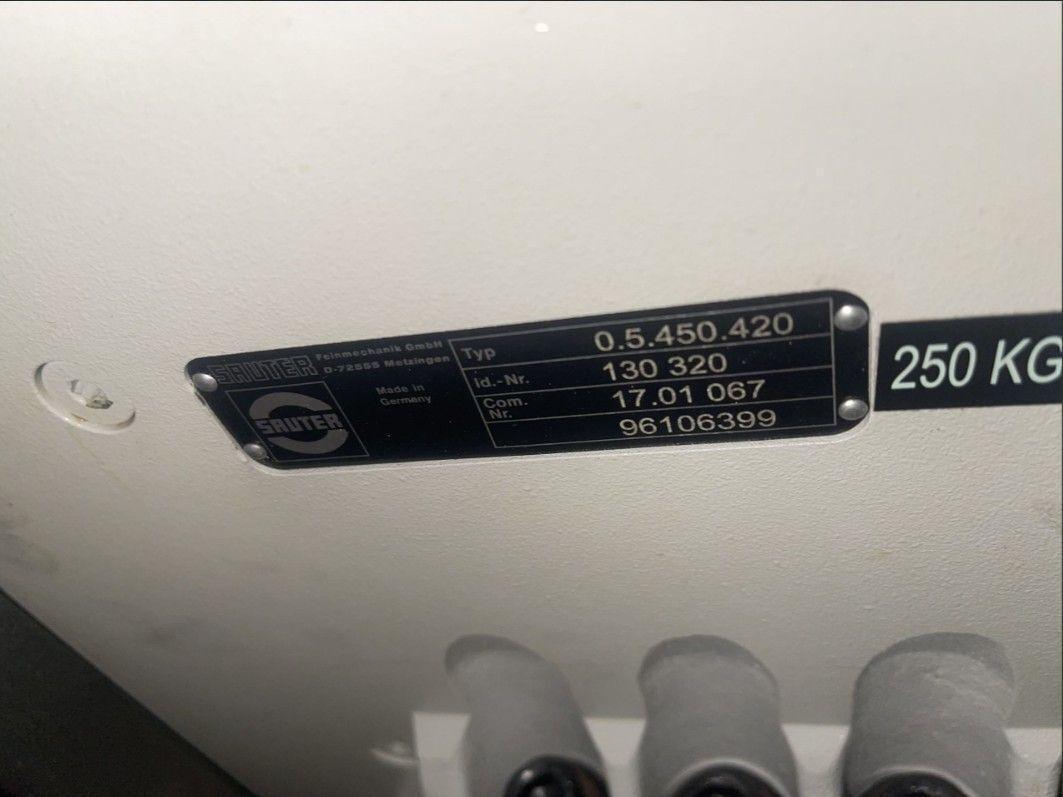 SAUTER Feinmechanik GmbH
D-72555 Metzingen
Made in
Germany
SAUTER
Typ 0.5.450.420
Id.-Nr. 130 320
Com. 17.01 067
Nr. 96106399
250 KG